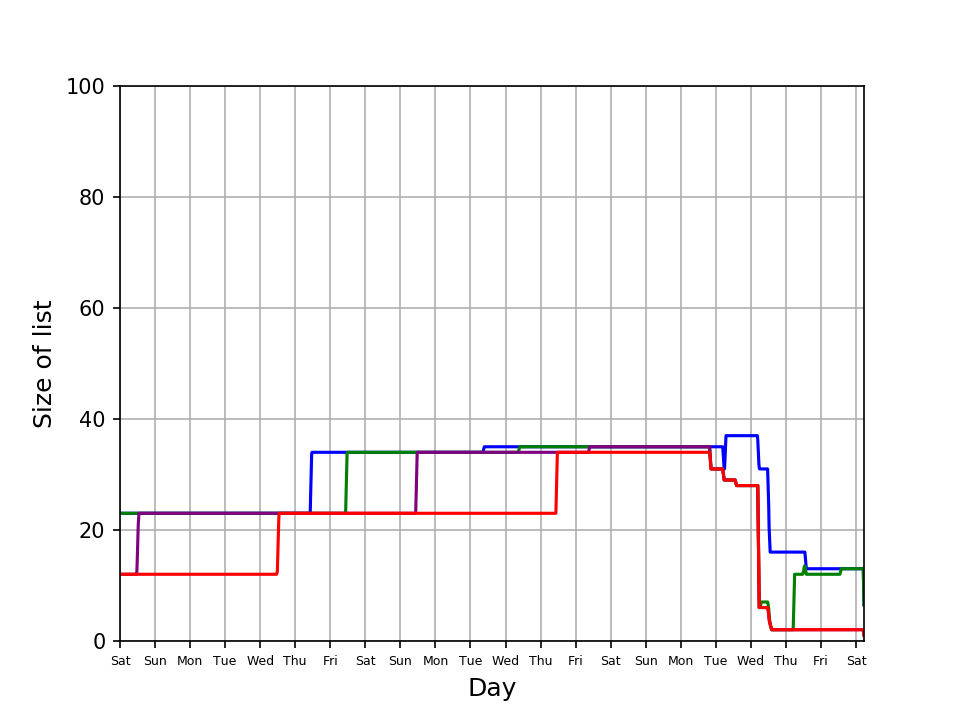 100
80
60
40
20
0
Size of list
Sat Sun Mon Tue Wed Thu Fri Sat Sun Mon Tue Wed Thu Fri Sat Sun Mon Tue Wed Thu Fri Sat
Day